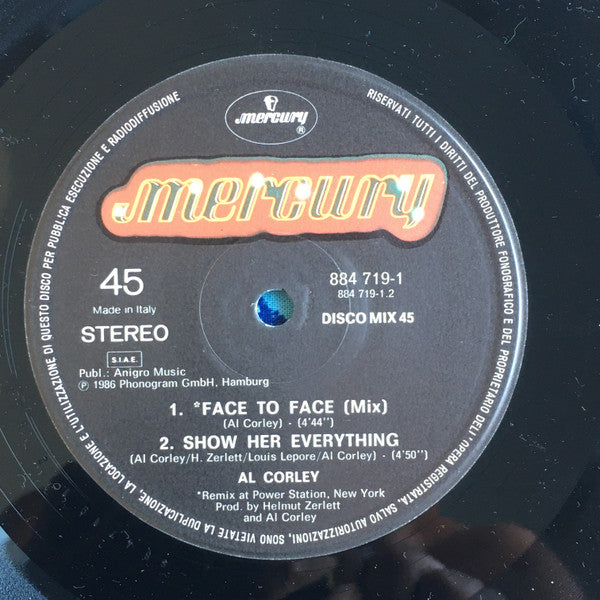 mercury
®
mercury
45
Made in Italy
STEREO
S.I.A.E.
Publ.: Anigro Music
℗ 1986 Phonogram GmbH, Hamburg
884 719-1
884 719-1.2
DISCO MIX 45
1. *FACE TO FACE (Mix)
(Al Corley) - (4'44'')
2. SHOW HER EVERYTHING
(Al Corley/H. Zerlett/Louis Lepore/Al Corley) - (4'50'')
AL CORLEY
*Remix at Power Station, New York
Prod. by Helmut Zerlett
and Al Corley
RISERVATI TUTTI I DIRITTI DEL PRODUTTORE FONOGRAFICO E DEL PROPRIETARIO DELL'OPERA REGISTRATA. SALVO AUTORIZZAZIONI, SONO VIETATE LA DUPLICAZIONE, LA LOCAZIONE E L'UTILIZZAZIONE DI QUESTO DISCO PER PUBBLICA ESECUZIONE E RADIODIFFUSIONE